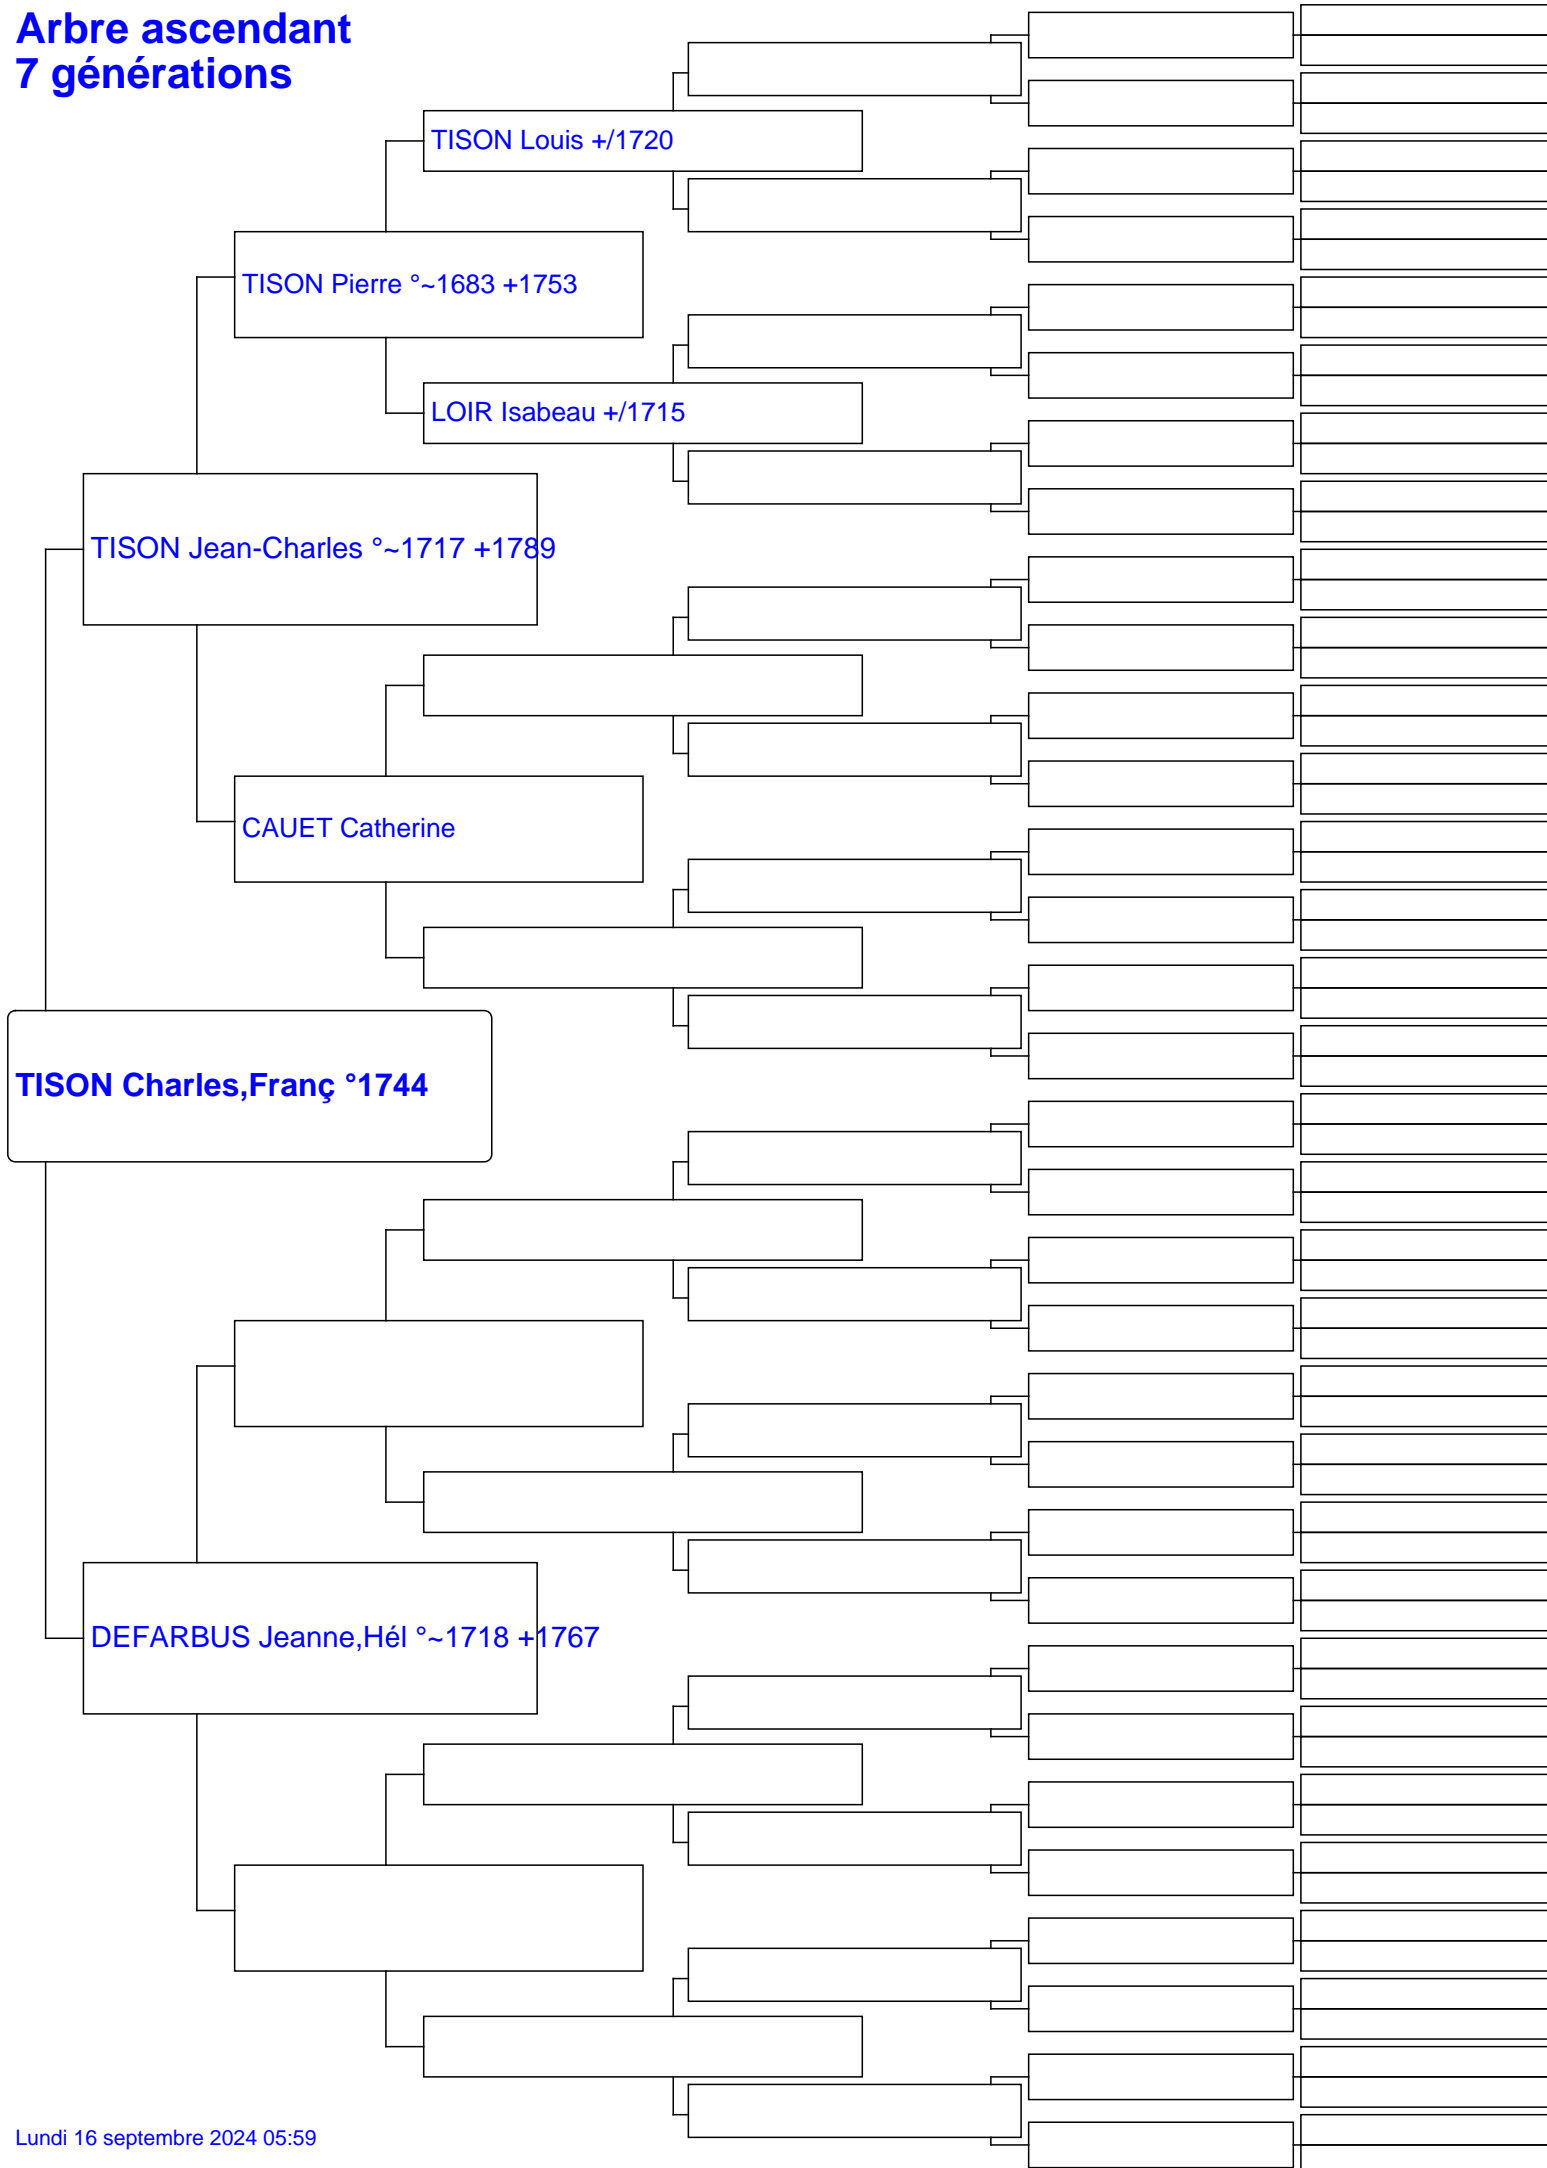 Arbre ascendant
7 générations
TISON Louis +/1720
TISON Pierre °~1683 +1753
LOIR Isabeau +/1715
TISON Jean-Charles °~1717 +1789
CAUET Catherine
TISON Charles,Franç °1744
DEFARBUS Jeanne,Hél °~1718 +1767
Lundi 16 septembre 2024 05:59